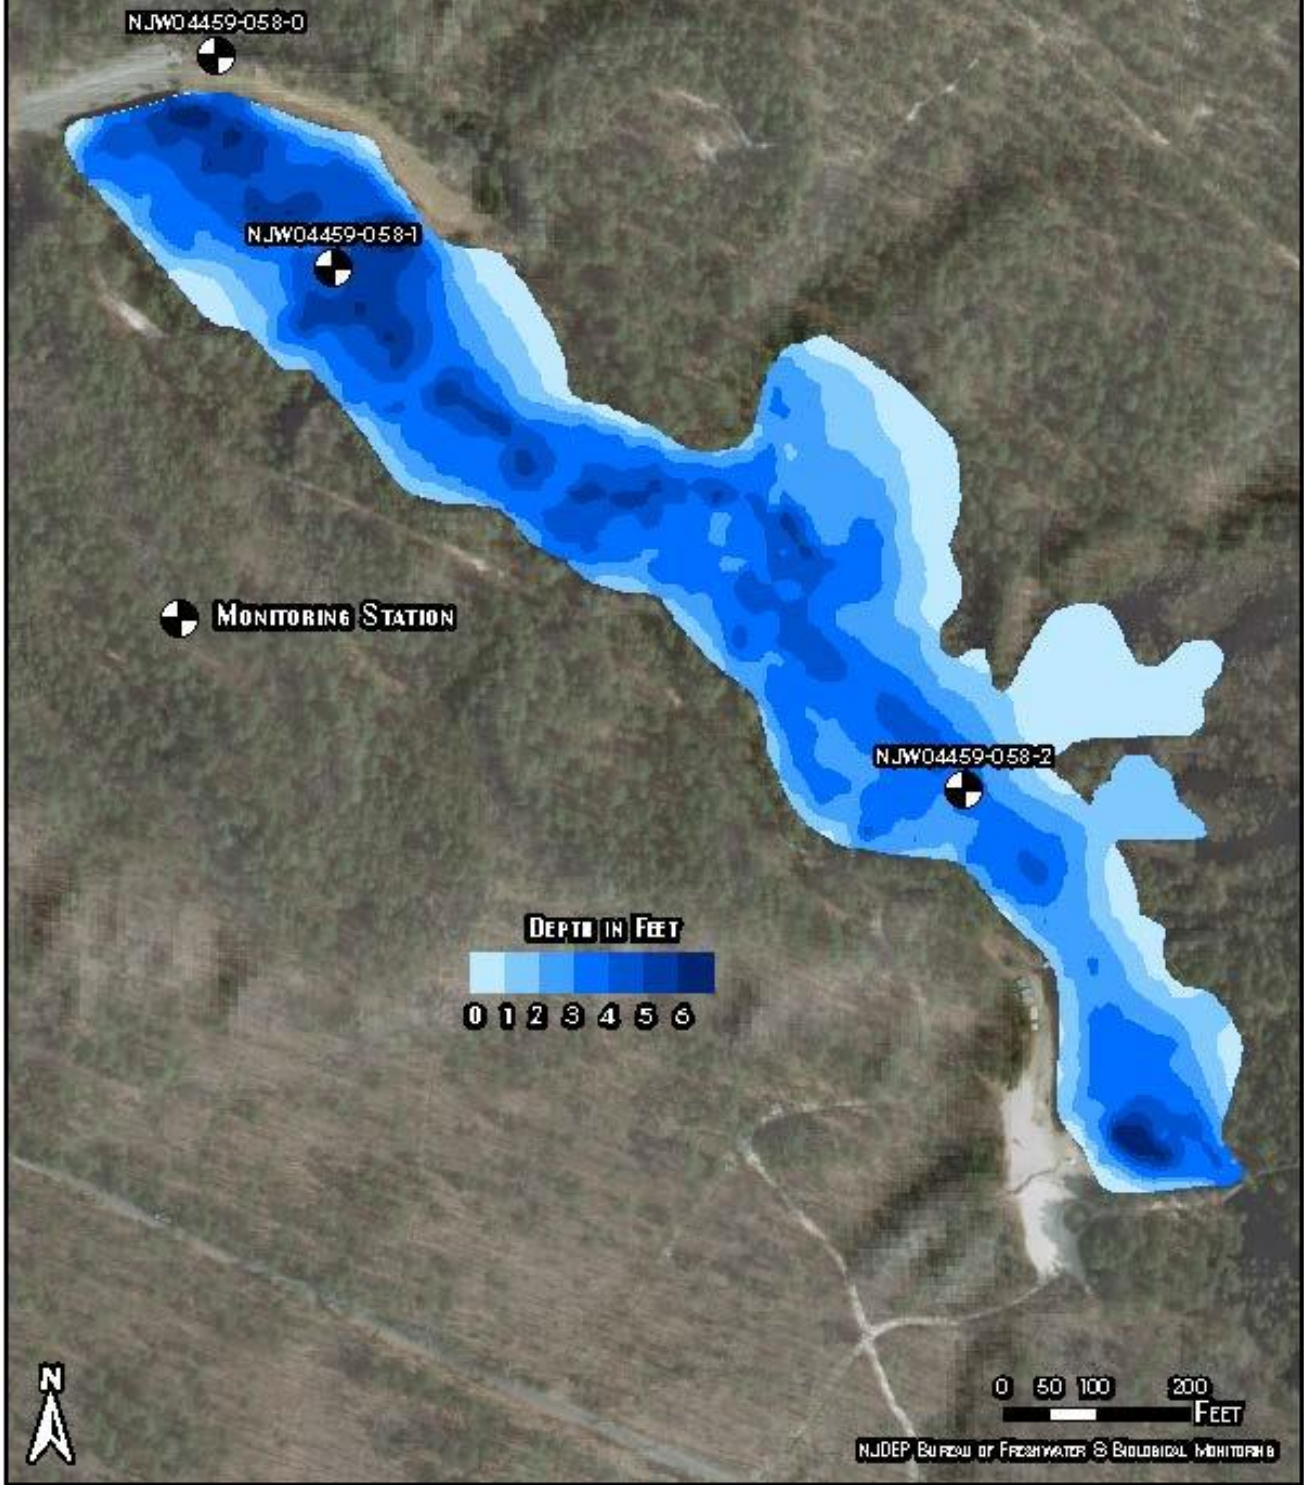 NJW04459-058-0
NJW04459-058-1
MONITORING STATION
NJW04459-058-2
DEPTH IN FEET
0 1 2 3 4 5 6
N
0 50 100 200
FEET
NJDEP BUREAU OF FRESHWATER & BIOLOGICAL MONITORING